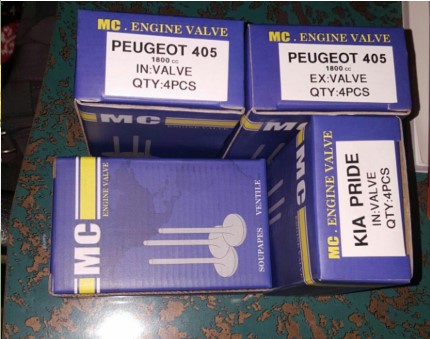 MC . ENGINE VALVE
PEUGEOT 405
1800 cc
IN:VALVE
QTY:4PCS
MC . ENGINE VALVE
PEUGEOT 405
1800 cc
EX:VALVE
QTY:4PCS
MC
MC
ENGINE VALVE
SOUPAPES VENTILE
MC . ENGINE VALVE
KIA PRIDE
IN:VALVE
QTY:4PCS